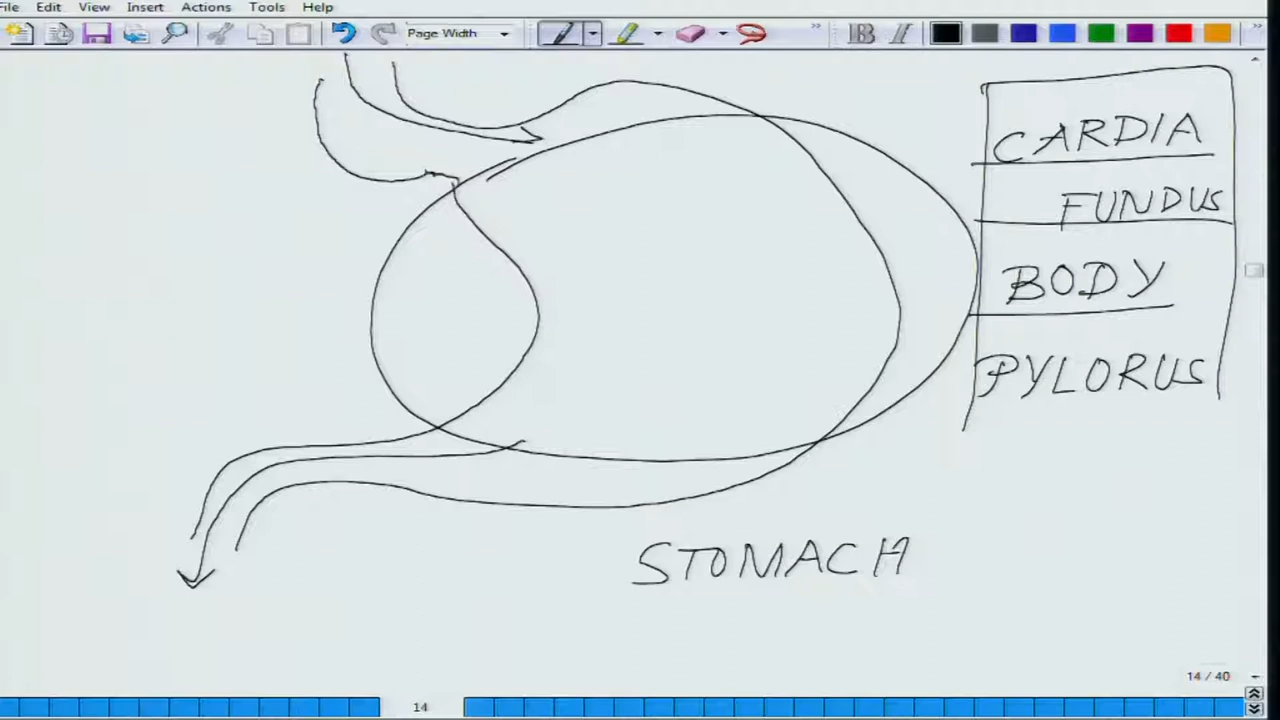 File Edit View Insert Actions Tools Help
Page Width
B I
CARDIA
FUNDUS
BODY
PYLORUS
STOMACH
14 / 40
14